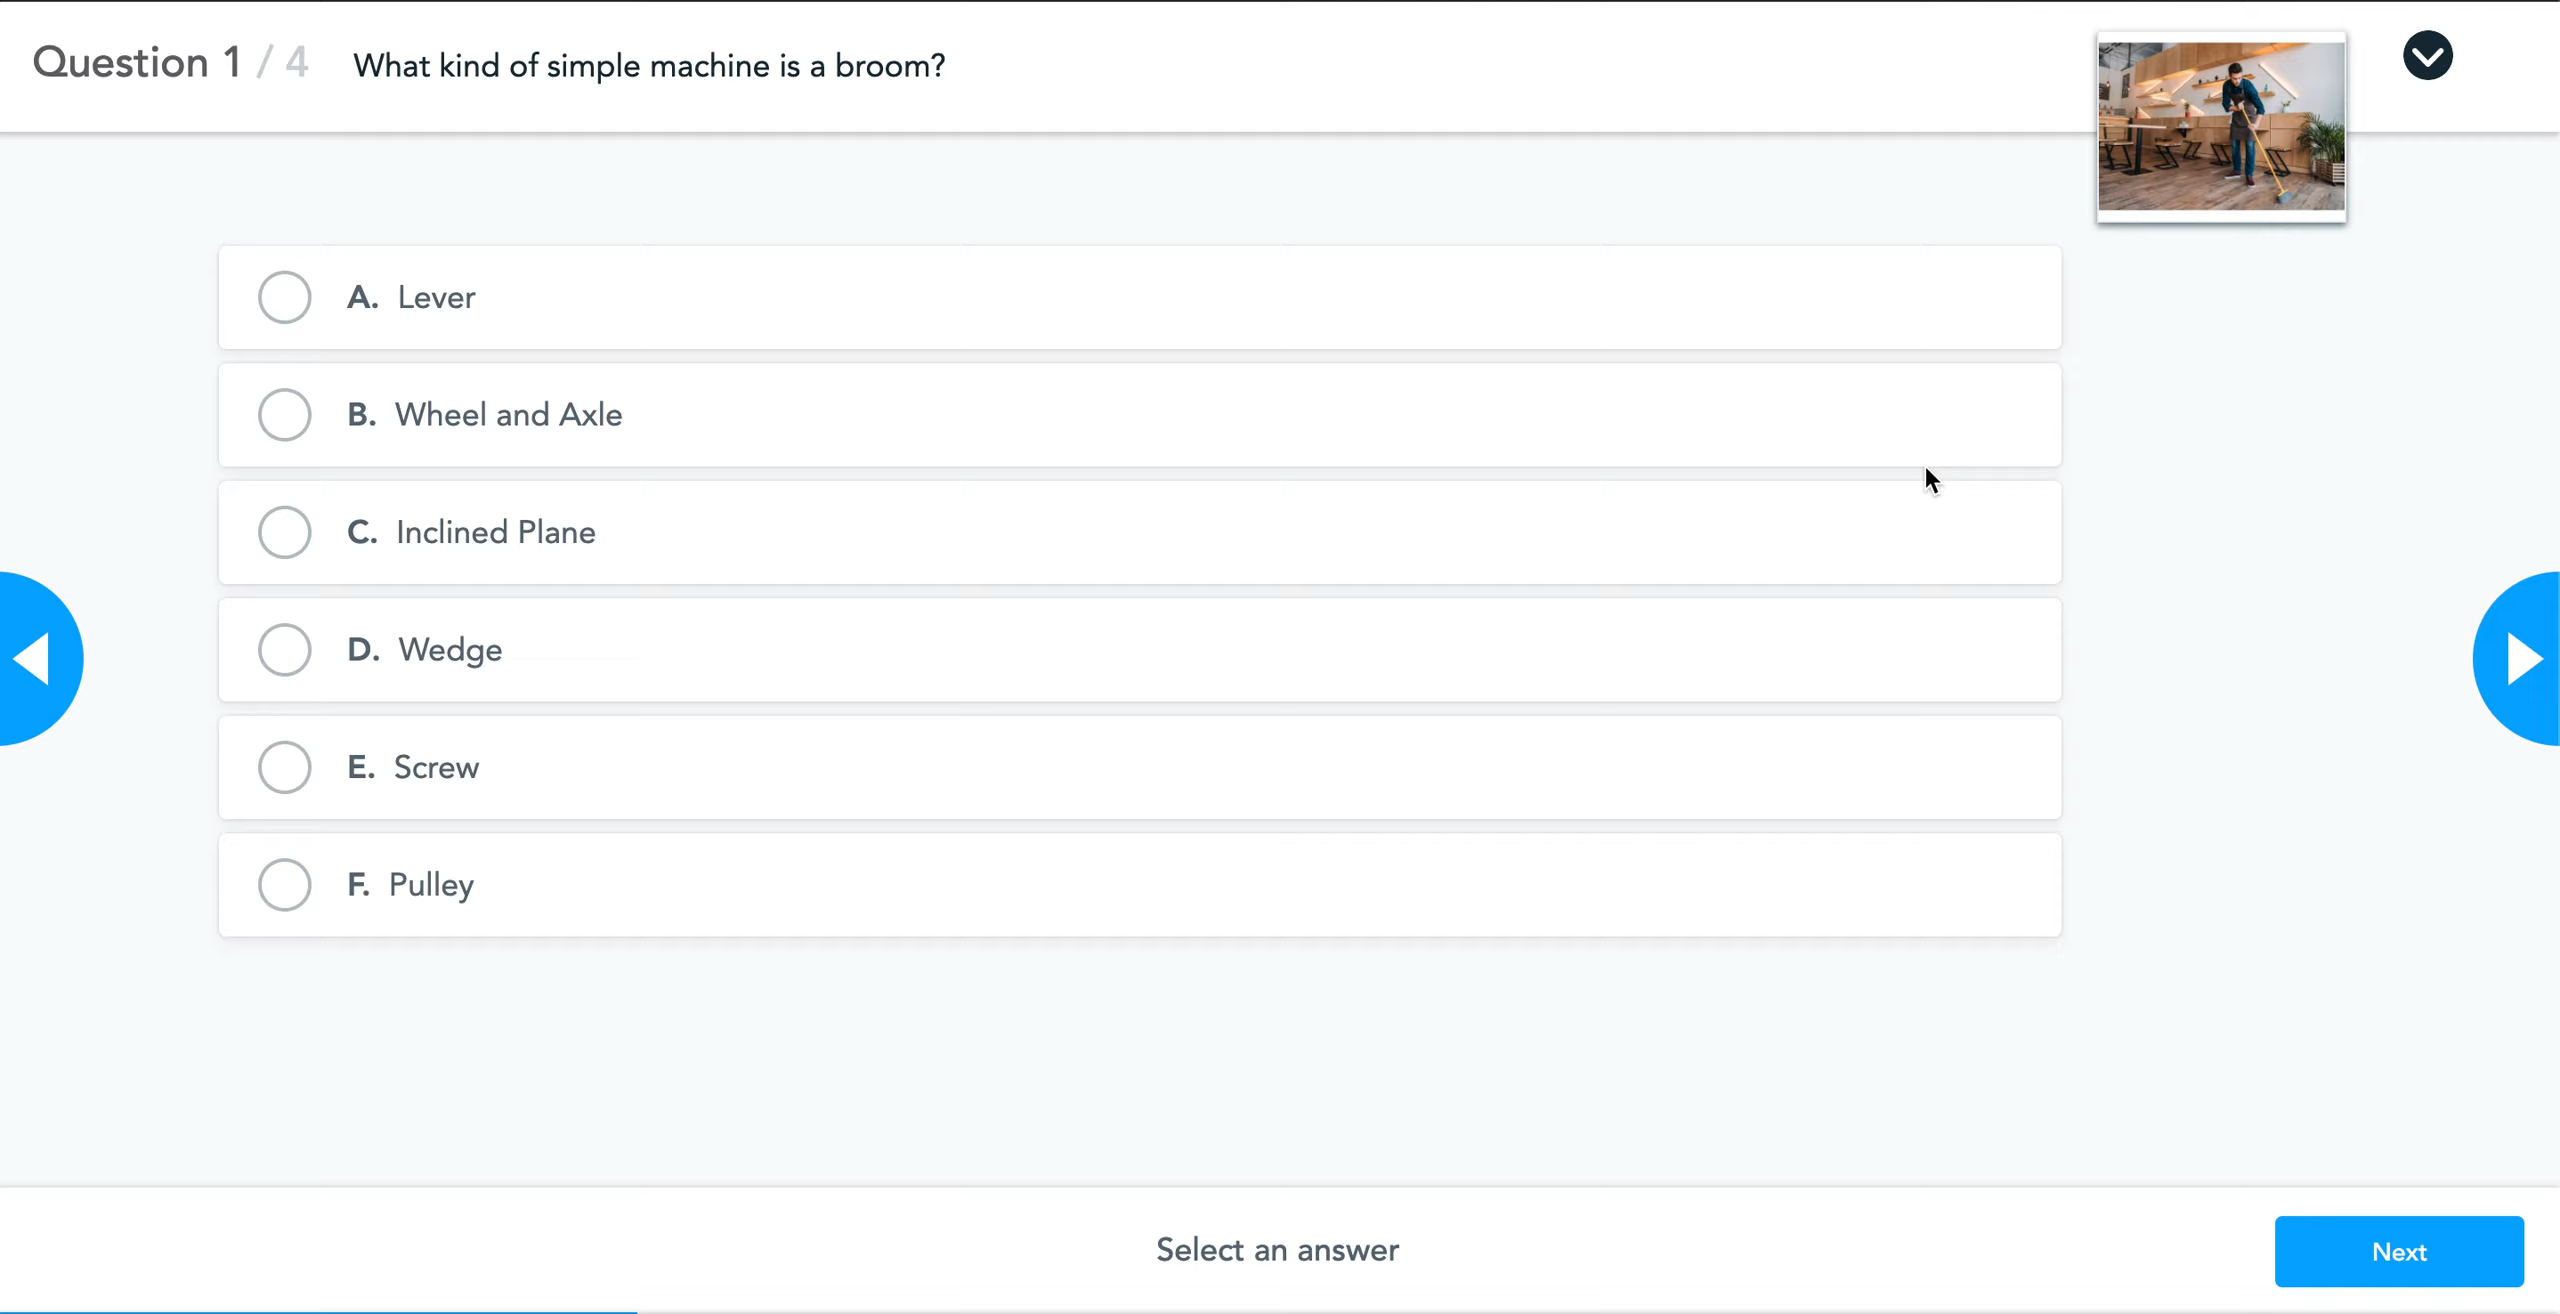 Question 1 / 4 What kind of simple machine is a broom?
A. Lever
B. Wheel and Axle
C. Inclined Plane
D. Wedge
E. Screw
F. Pulley
Select an answer
Next